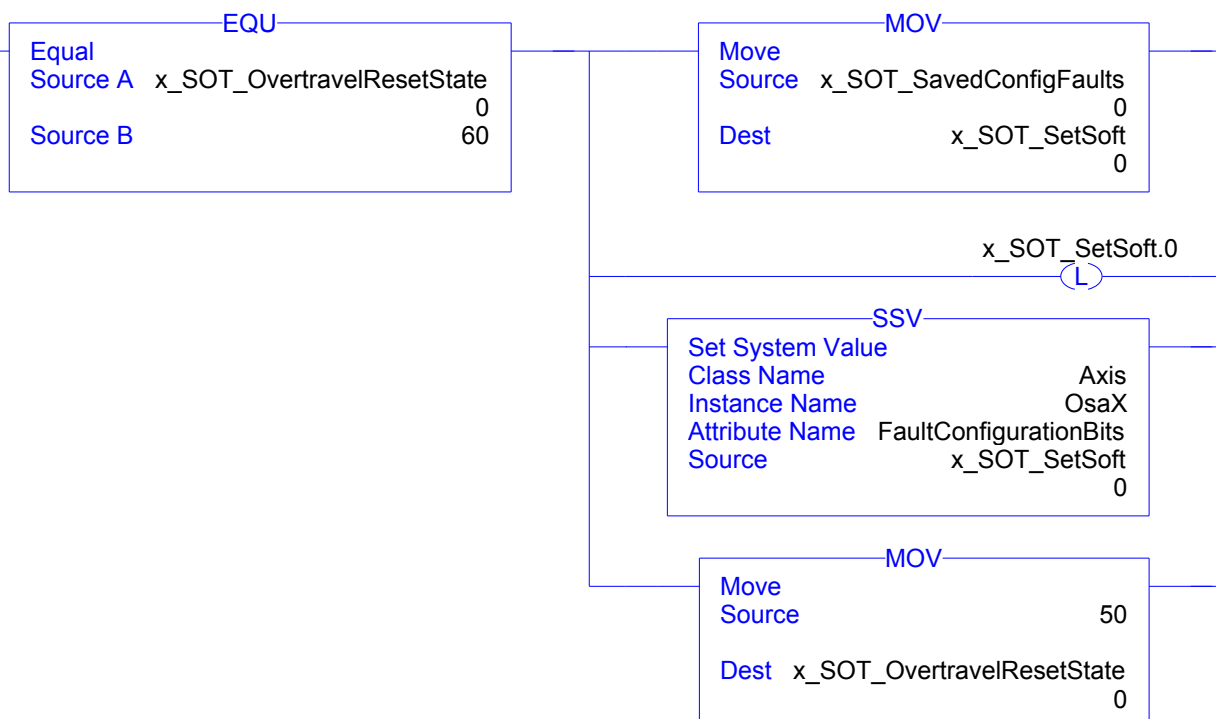 EQU
Equal
Source A x_SOT_OvertravelResetState
0
Source B 60
MOV
Move
Source x_SOT_SavedConfigFaults
0
Dest x_SOT_SetSoft
0
x_SOT_SetSoft.0
L
SSV
Set System Value
Class Name Axis
Instance Name OsaX
Attribute Name FaultConfigurationBits
Source x_SOT_SetSoft
0
MOV
Move
Source 50
Dest x_SOT_OvertravelResetState
0